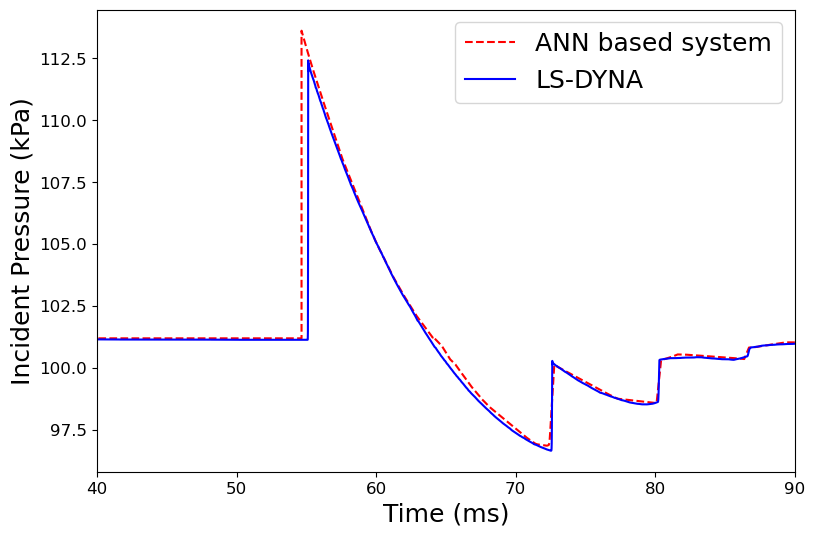 ANN based system
LS-DYNA
Incident Pressure (kPa)
112.5
110.0
107.5
105.0
102.5
100.0
97.5
40 50 60 70 80 90
Time (ms)